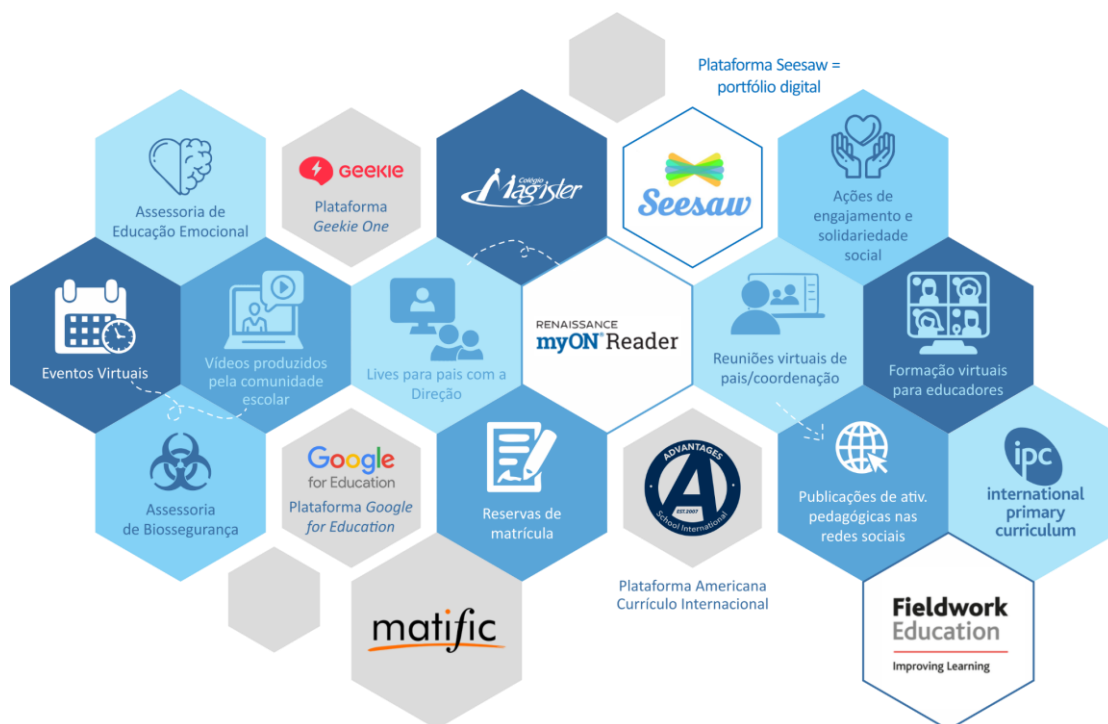 Plataforma Seesaw =
portfólio digital
Assessoria de
Educação Emocional
GEEKIE
Plataforma
Geekie One
Colégio
Magister
Seesaw
Ações de
engajamento e
solidariedade
social
Eventos Virtuais
Vídeos produzidos
pela comunidade
escolar
Lives para pais com a
Direção
RENAISSANCE
myON® Reader
Reuniões virtuais de
pais/coordenação
Formação virtuais
para educadores
Assessoria
de Biossegurança
Google
for Education
Plataforma Google
for Education
Reservas de
matrícula
ADVANTAGES
A
EST.2007
School International
Plataforma Americana
Currículo Internacional
Publicações de ativ.
pedagógicas nas
redes sociais
ipc
international
primary
curriculum
matific
Fieldwork
Education
Improving Learning